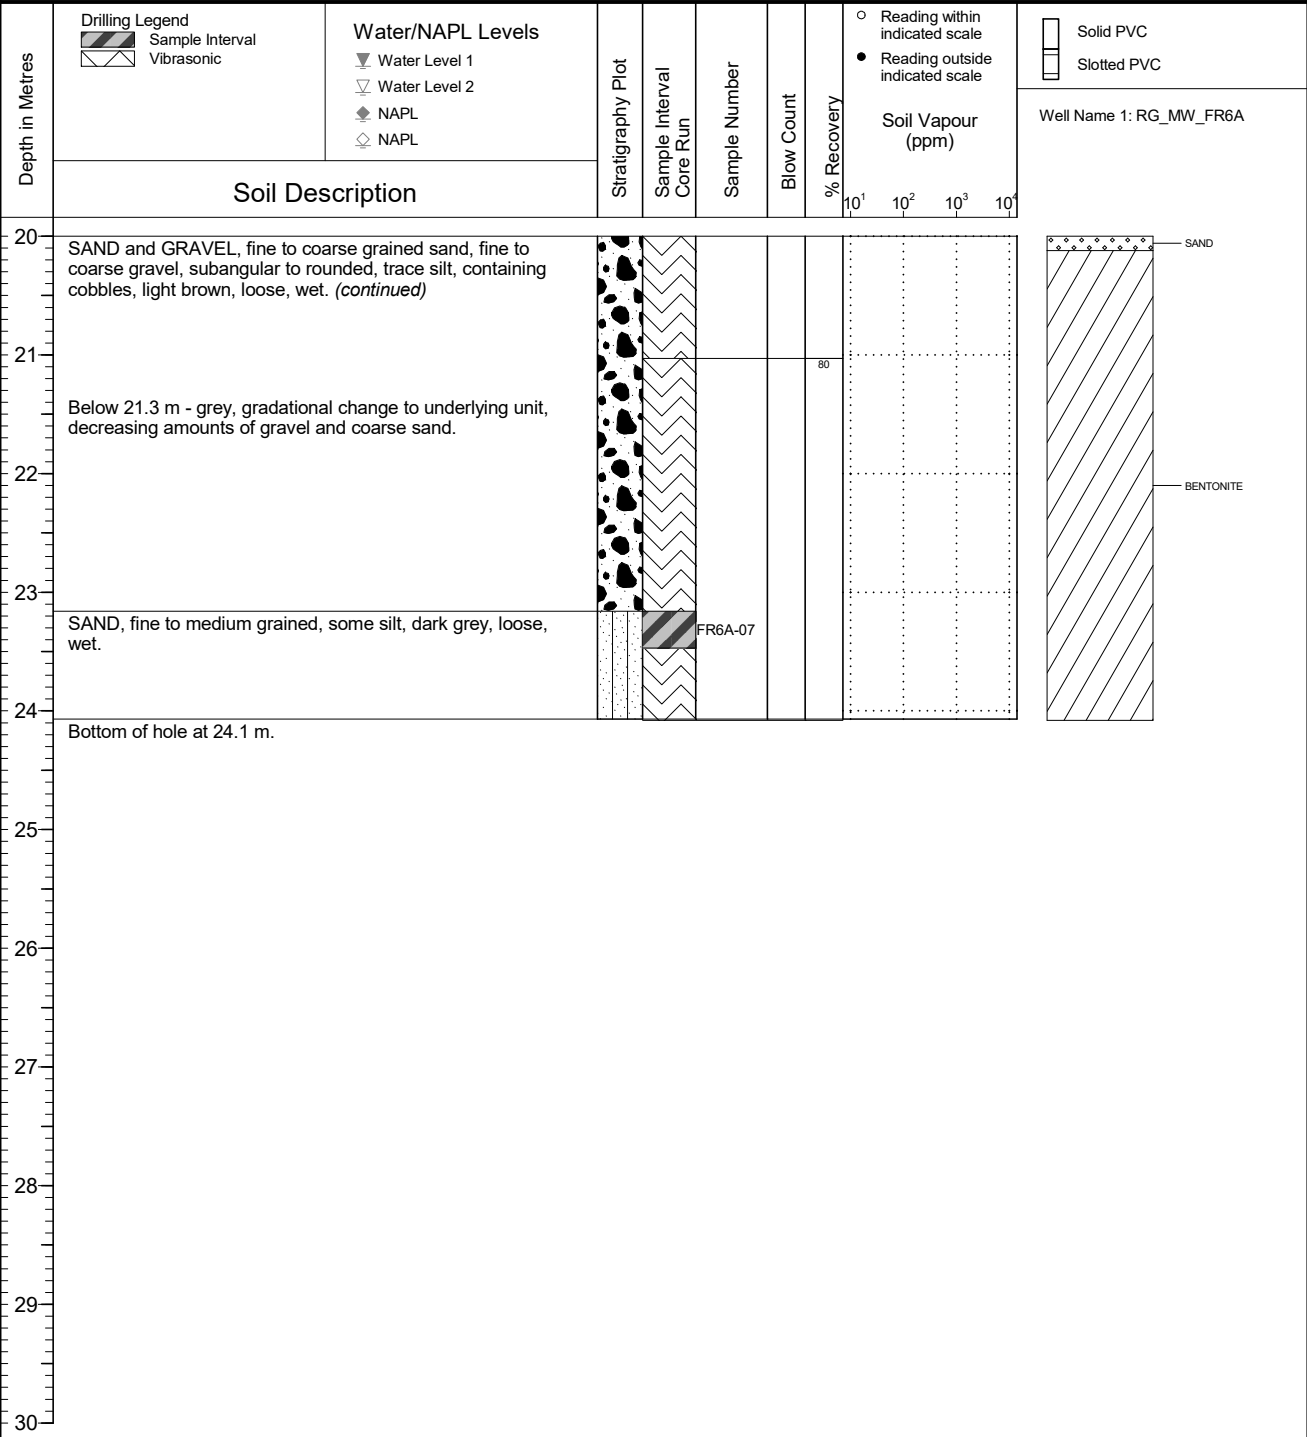 Depth in Metres
Drilling Legend
Sample Interval
Vibrasonic
Water/NAPL Levels
Water Level 1
Water Level 2
NAPL
NAPL
Soil Description
Stratigraphy Plot
Sample Interval
Core Run
Sample Number
Blow Count
% Recovery
Reading within
indicated scale
Reading outside
indicated scale
Soil Vapour
(ppm)
10¹ 10² 10³ 10⁴
Solid PVC
Slotted PVC
Well Name 1: RG_MW_FR6A
20
SAND and GRAVEL, fine to coarse grained sand, fine to
coarse gravel, subangular to rounded, trace silt, containing
cobbles, light brown, loose, wet. (continued)
SAND
21
80
Below 21.3 m - grey, gradational change to underlying unit,
decreasing amounts of gravel and coarse sand.
22
BENTONITE
23
SAND, fine to medium grained, some silt, dark grey, loose,
wet.
FR6A-07
24
Bottom of hole at 24.1 m.
25
26
27
28
29
30